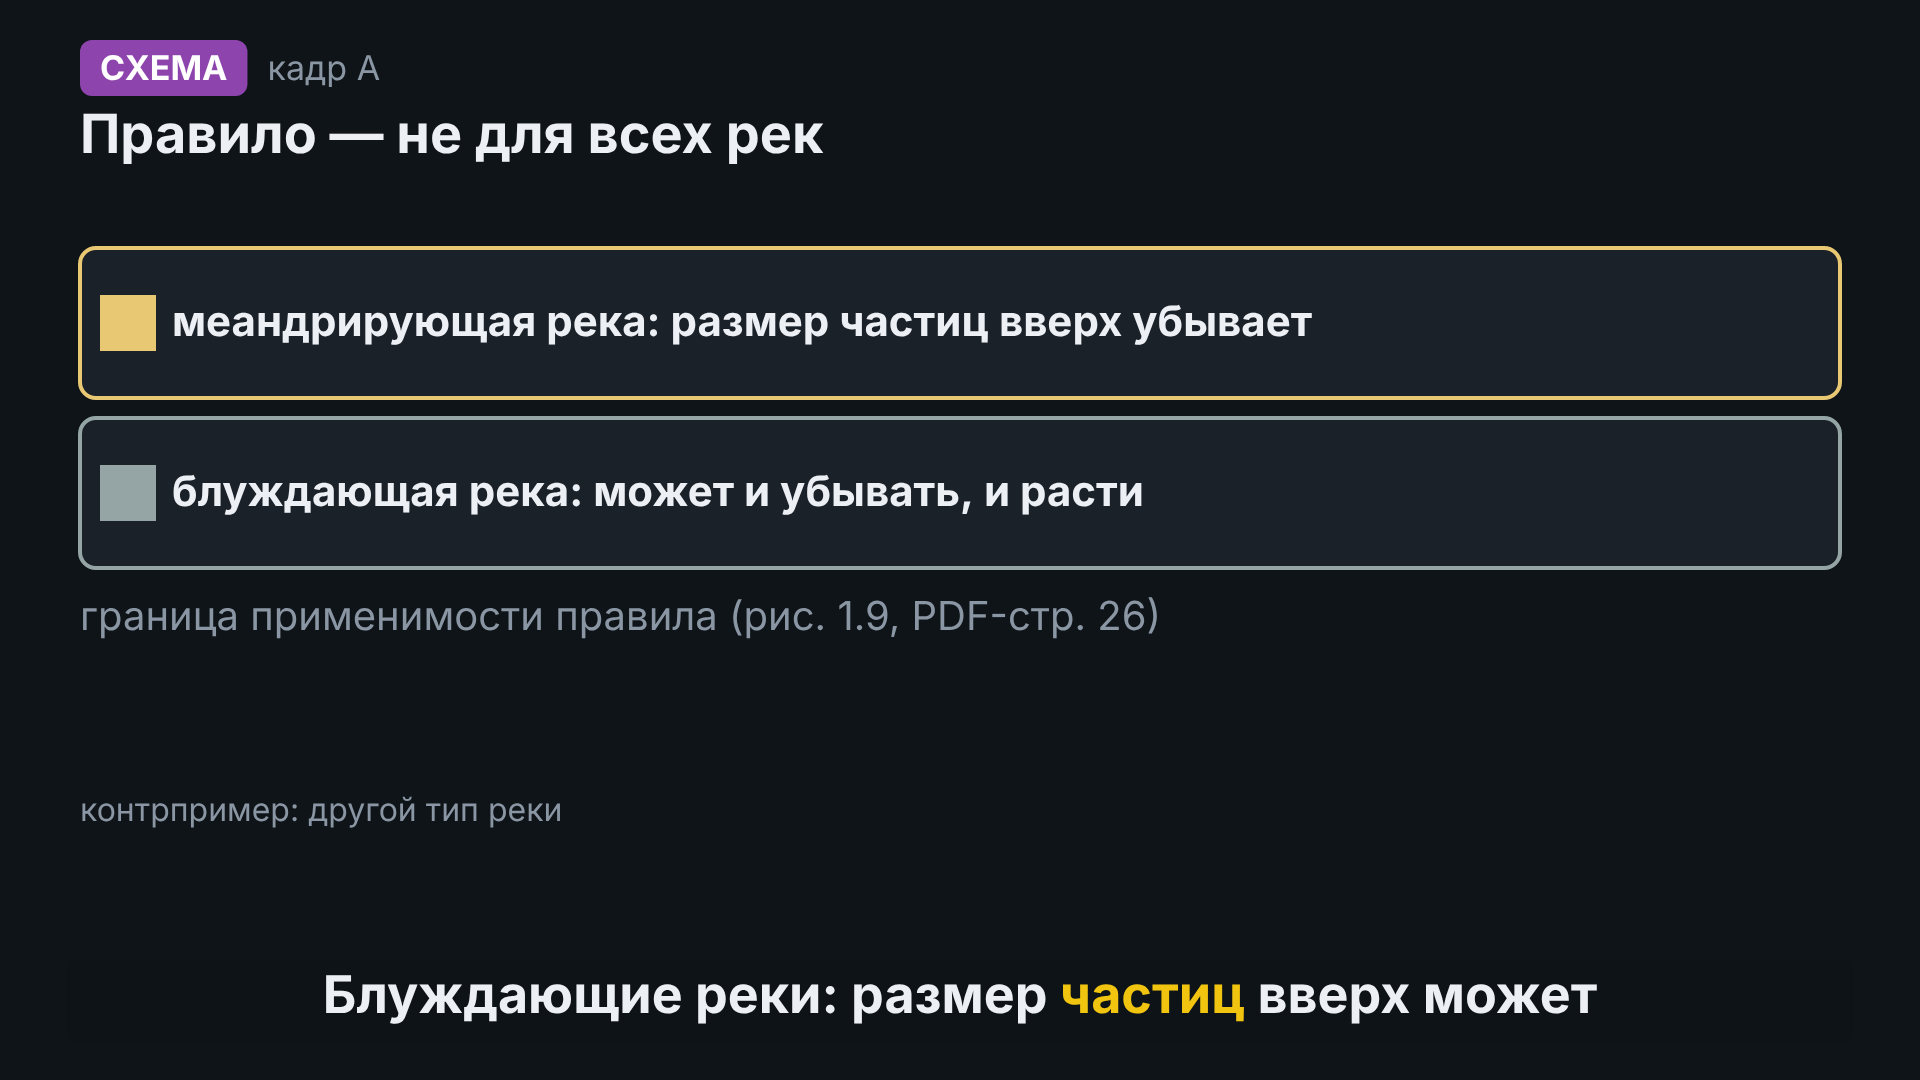 СХЕМА кадр А
Правило — не для всех рек
меандрирующая река: размер частиц вверх убывает
блуждающая река: может и убывать, и расти
граница применимости правила (рис. 1.9, PDF-стр. 26)
контрпример: другой тип реки
Блуждающие реки: размер частиц вверх может